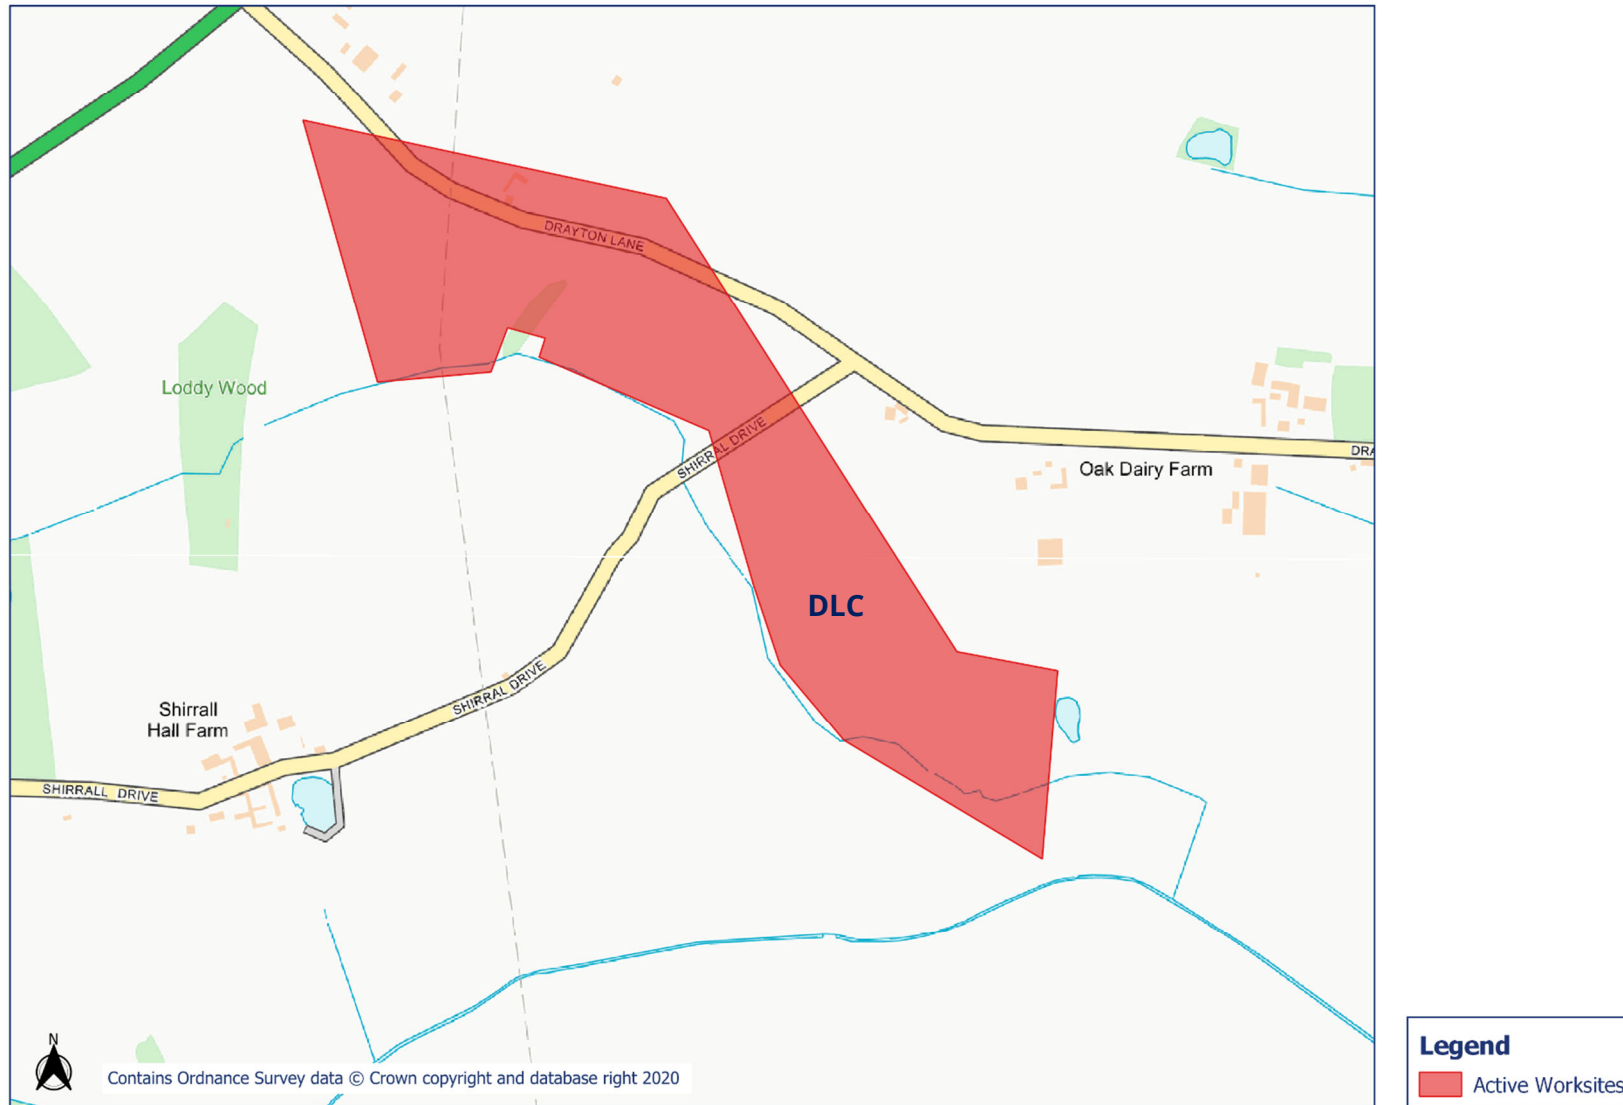 DRAYTON LANE
Loddy Wood
SHIRRAL DRIVE
DRA
Oak Dairy Farm
DLC
SHIRRAL DRIVE
Shirrall
Hall Farm
SHIRRALL DRIVE
N
Contains Ordnance Survey data © Crown copyright and database right 2020
Legend
Active Worksites